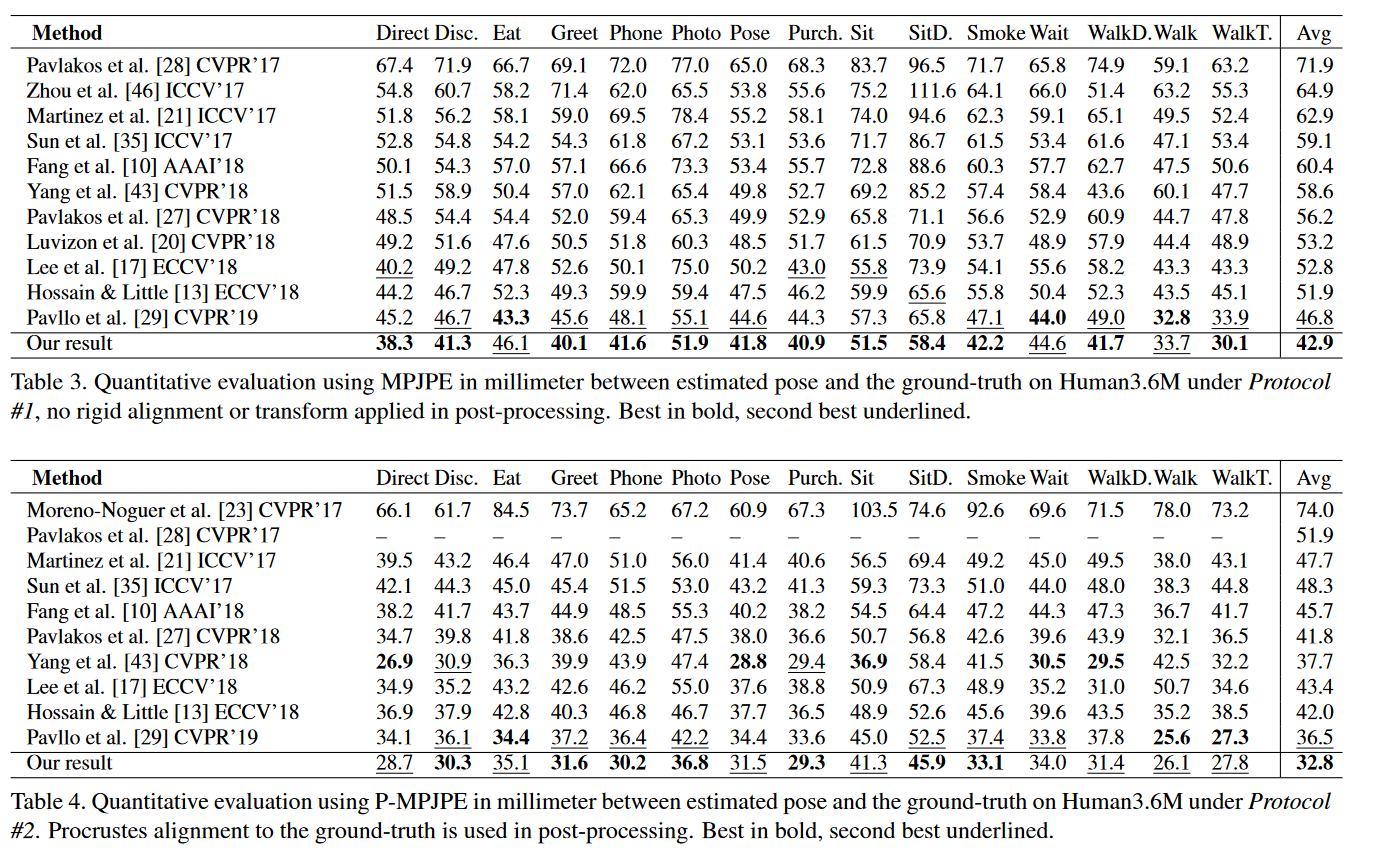 Method Direct Disc. Eat Greet Phone Photo Pose Purch. Sit SitD. Smoke Wait WalkD. Walk WalkT. Avg
Pavlakos et al. [28] CVPR'17 67.4 71.9 66.7 69.1 72.0 77.0 65.0 68.3 83.7 96.5 71.7 65.8 74.9 59.1 63.2 71.9
Zhou et al. [46] ICCV'17 54.8 60.7 58.2 71.4 62.0 65.5 53.8 55.6 75.2 111.6 64.1 66.0 51.4 63.2 55.3 64.9
Martinez et al. [21] ICCV'17 51.8 56.2 58.1 59.0 69.5 78.4 55.2 58.1 74.0 94.6 62.3 59.1 65.1 49.5 52.4 62.9
Sun et al. [35] ICCV'17 52.8 54.8 54.2 54.3 61.8 67.2 53.1 53.6 71.7 86.7 61.5 53.4 61.6 47.1 53.4 59.1
Fang et al. [10] AAAI'18 50.1 54.3 57.0 57.1 66.6 73.3 53.4 55.7 72.8 88.6 60.3 57.7 62.7 47.5 50.6 60.4
Yang et al. [43] CVPR'18 51.5 58.9 50.4 57.0 62.1 65.4 49.8 52.7 69.2 85.2 57.4 58.4 43.6 60.1 47.7 58.6
Pavlakos et al. [27] CVPR'18 48.5 54.4 54.4 52.0 59.4 65.3 49.9 52.9 65.8 71.1 56.6 52.9 60.9 44.7 47.8 56.2
Luvizon et al. [20] CVPR'18 49.2 51.6 47.6 50.5 51.8 60.3 48.5 51.7 61.5 70.9 53.7 48.9 57.9 44.4 48.9 53.2
Lee et al. [17] ECCV'18 40.2 49.2 47.8 52.6 50.1 75.0 50.2 43.0 55.8 73.9 54.1 55.6 58.2 43.3 43.3 52.8
Hossain & Little [13] ECCV'18 44.2 46.7 52.3 49.3 59.9 59.4 47.5 46.2 59.9 65.6 55.8 50.4 52.3 43.5 45.1 51.9
Pavllo et al. [29] CVPR'19 45.2 46.7 43.3 45.6 48.1 55.1 44.6 44.3 57.3 65.8 47.1 44.0 49.0 32.8 33.9 46.8
Our result 38.3 41.3 46.1 40.1 41.6 51.9 41.8 40.9 51.5 58.4 42.2 44.6 41.7 33.7 30.1 42.9
Table 3. Quantitative evaluation using MPJPE in millimeter between estimated pose and the ground-truth on Human3.6M under Protocol
#1, no rigid alignment or transform applied in post-processing. Best in bold, second best underlined.
Method Direct Disc. Eat Greet Phone Photo Pose Purch. Sit SitD. Smoke Wait WalkD. Walk WalkT. Avg
Moreno-Noguer et al. [23] CVPR'17 66.1 61.7 84.5 73.7 65.2 67.2 60.9 67.3 103.5 74.6 92.6 69.6 71.5 78.0 73.2 74.0
Pavlakos et al. [28] CVPR'17 – – – – – – – – – – – – – – – 51.9
Martinez et al. [21] ICCV'17 39.5 43.2 46.4 47.0 51.0 56.0 41.4 40.6 56.5 69.4 49.2 45.0 49.5 38.0 43.1 47.7
Sun et al. [35] ICCV'17 42.1 44.3 45.0 45.4 51.5 53.0 43.2 41.3 59.3 73.3 51.0 44.0 48.0 38.3 44.8 48.3
Fang et al. [10] AAAI'18 38.2 41.7 43.7 44.9 48.5 55.3 40.2 38.2 54.5 64.4 47.2 44.3 47.3 36.7 41.7 45.7
Pavlakos et al. [27] CVPR'18 34.7 39.8 41.8 38.6 42.5 47.5 38.0 36.6 50.7 56.8 42.6 39.6 43.9 32.1 36.5 41.8
Yang et al. [43] CVPR'18 26.9 30.9 36.3 39.9 43.9 47.4 28.8 29.4 36.9 58.4 41.5 30.5 29.5 42.5 32.2 37.7
Lee et al. [17] ECCV'18 34.9 35.2 43.2 42.6 46.2 55.0 37.6 38.8 50.9 67.3 48.9 35.2 31.0 50.7 34.6 43.4
Hossain & Little [13] ECCV'18 36.9 37.9 42.8 40.3 46.8 46.7 37.7 36.5 48.9 52.6 45.6 39.6 43.5 35.2 38.5 42.0
Pavllo et al. [29] CVPR'19 34.1 36.1 34.4 37.2 36.4 42.2 34.4 33.6 45.0 52.5 37.4 33.8 37.8 25.6 27.3 36.5
Our result 28.7 30.3 35.1 31.6 30.2 36.8 31.5 29.3 41.3 45.9 33.1 34.0 31.4 26.1 27.8 32.8
Table 4. Quantitative evaluation using P-MPJPE in millimeter between estimated pose and the ground-truth on Human3.6M under Protocol
#2. Procrustes alignment to the ground-truth is used in post-processing. Best in bold, second best underlined.